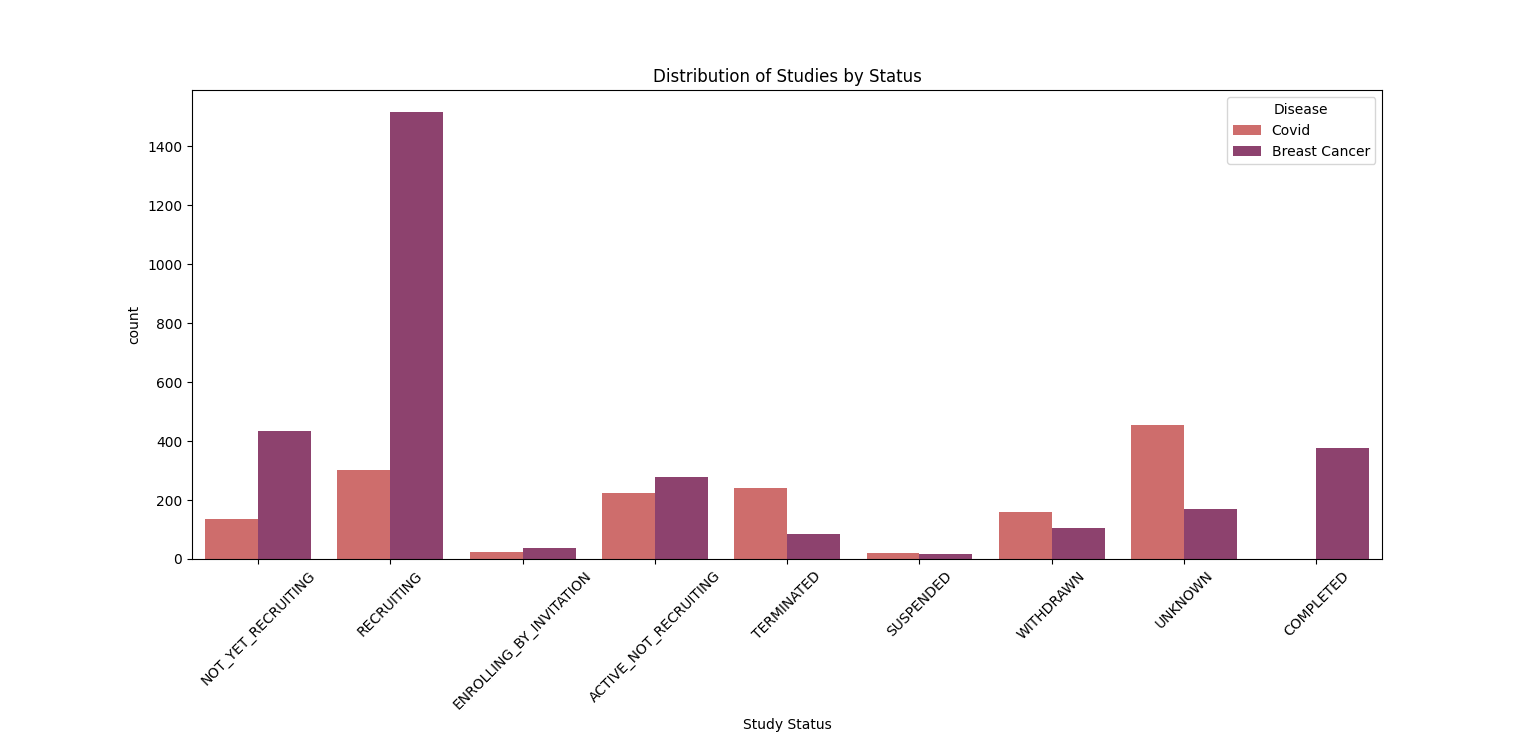 Distribution of Studies by Status
Disease
Covid
Breast Cancer
count
1400
1200
1000
800
600
400
200
0
NOT_YET_RECRUITING
RECRUITING
ENROLLING_BY_INVITATION
ACTIVE_NOT_RECRUITING
TERMINATED
SUSPENDED
WITHDRAWN
UNKNOWN
COMPLETED
Study Status